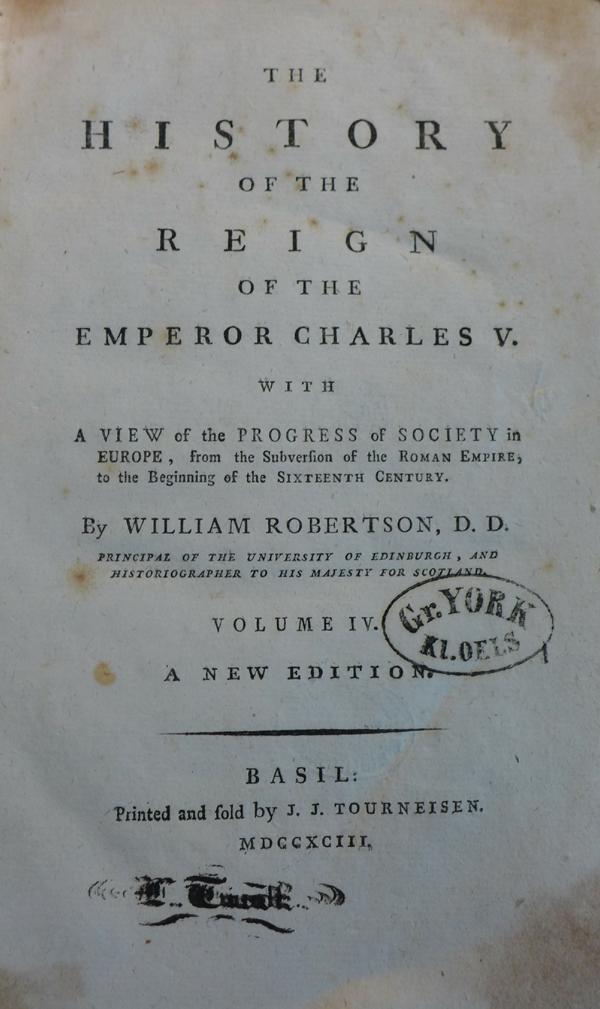 THE
HISTORY
OF THE
REIGN
OF THE
EMPEROR CHARLES V.
WITH
A VIEW of the PROGRESS of SOCIETY in
EUROPE, from the Subverſion of the ROMAN EMPIRE,
to the Beginning of the SIXTEENTH CENTURY.
By WILLIAM ROBERTSON, D. D.
PRINCIPAL OF THE UNIVERSITY OF EDINBURGH, AND
HISTORIOGRAPHER TO HIS MAJESTY FOR SCOTLAND.
VOLUME IV.
Gr. YORK
Kl. OELS
A NEW EDITION.
BASIL:
Printed and ſold by J. J. TOURNEISEN.
MDCCXCIII.